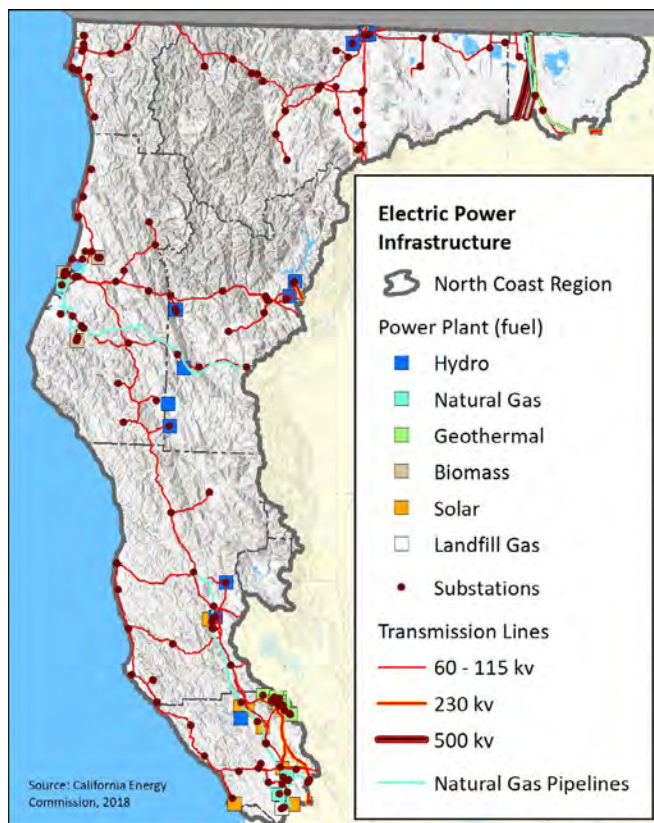 Electric Power
Infrastructure
North Coast Region
Power Plant (fuel)
Hydro
Natural Gas
Geothermal
Biomass
Solar
Landfill Gas
Substations
Transmission Lines
60 - 115 kv
230 kv
500 kv
Natural Gas Pipelines
Source: California Energy
Commission, 2018